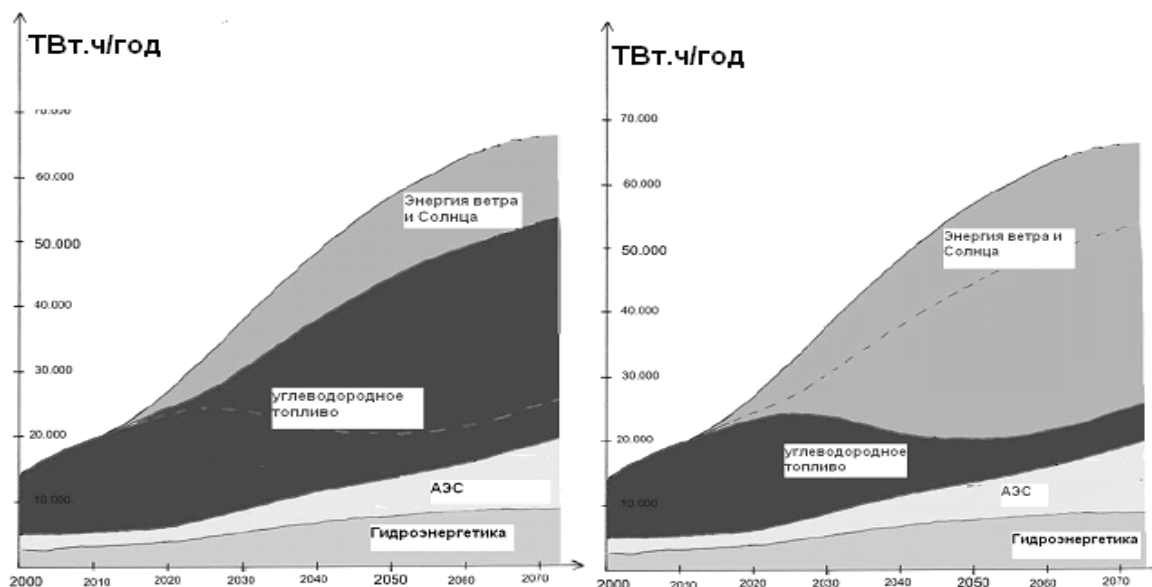 ТВт.ч/год
70.000
60.000
50.000
40.000
30.000
20.000
10.000
Энергия ветра
и Солнца
углеводородное
топливо
АЭС
Гидроэнергетика
2000
2010
2020
2030
2040
2050
2060
2070
ТВт.ч/год
70.000
60.000
50.000
40.000
30.000
20.000
10.000
Энергия ветра и
Солнца
углеводородное
топливо
АЭС
Гидроэнергетика
2000
2010
2020
2030
2040
2050
2060
2070